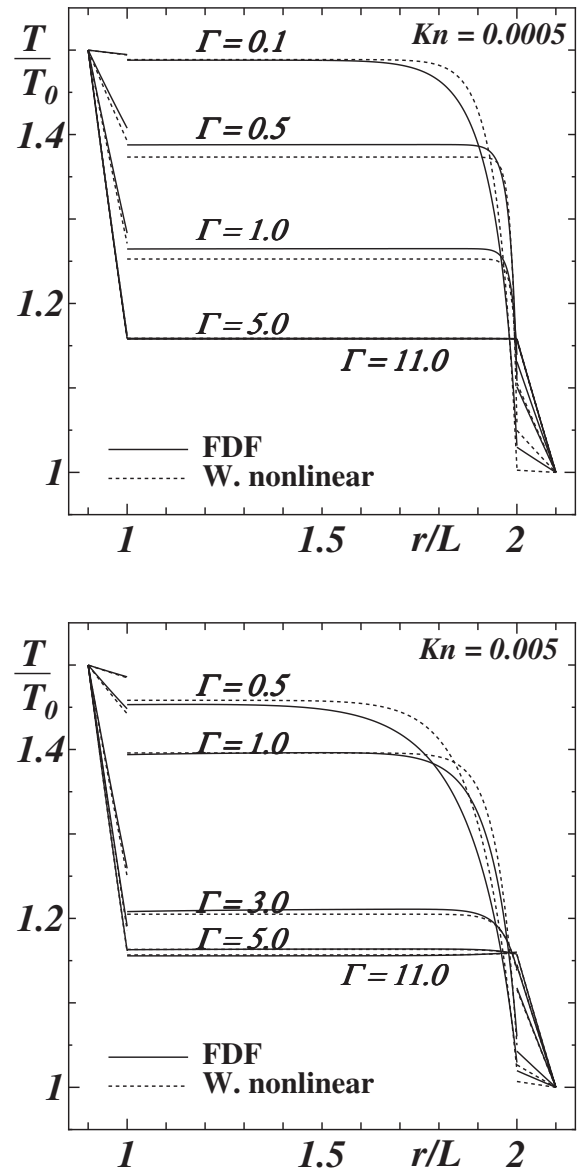 Kn = 0.0005
T
T0
Γ = 0.1
1.4
Γ = 0.5
Γ = 1.0
1.2
Γ = 5.0
Γ = 11.0
FDF
W. nonlinear
1
1 1.5 r/L 2
Kn = 0.005
T
T0
Γ = 0.5
1.4
Γ = 1.0
1.2
Γ = 3.0
Γ = 5.0
Γ = 11.0
FDF
W. nonlinear
1
1 1.5 r/L 2